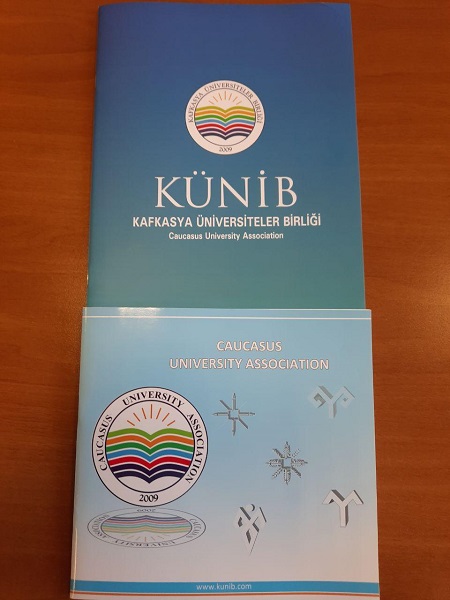 KAFKASYA ÜNİVERSİTELER BİRLİĞİ
2009
KÜNİB
KAFKASYA ÜNİVERSİTELER BİRLİĞİ
Caucasus University Association
CAUCASUS
UNIVERSITY ASSOCIATION
CAUCASUS UNIVERSITY ASSOCIATION
2009
2009
www.kunib.com